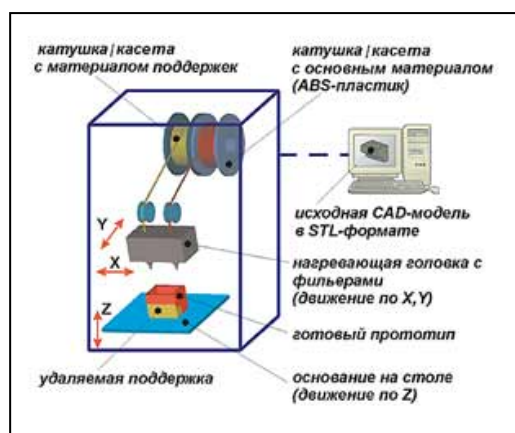 катушка/касета
с материалом поддержек
катушка/касета
с основным материалом
(ABS-пластик)
исходная CAD-модель
в STL-формате
Y
X
Z
нагревающая головка с
фильерами
(движение по X,Y)
готовый прототип
удаляемая поддержка
основание на столе
(движение по Z)